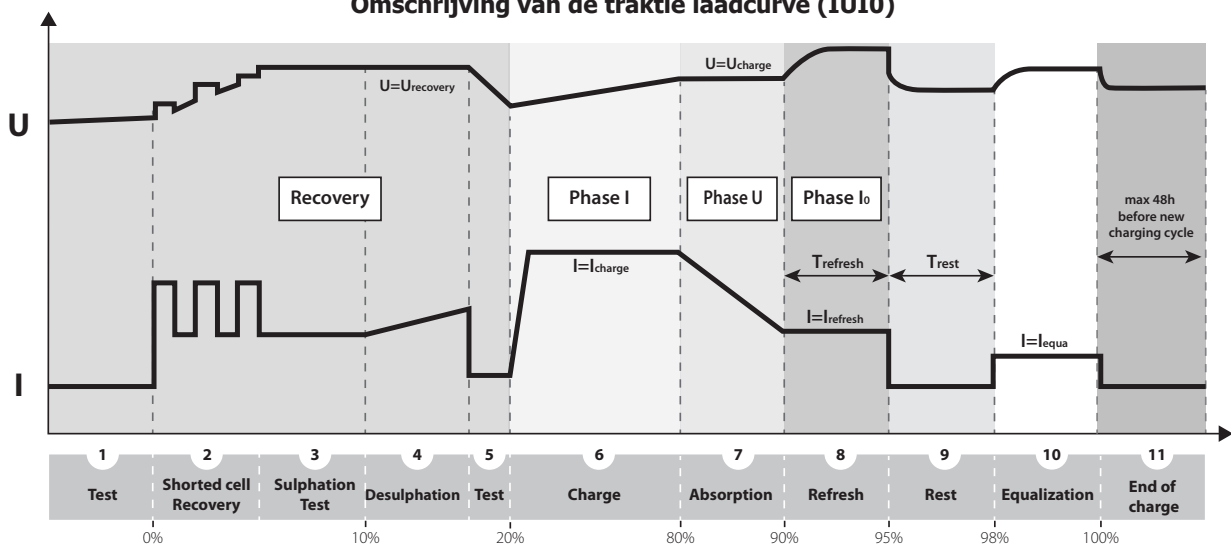 Omschrijving van de traktie laadcurve (IUI0)
U
U=Urecovery
U=Ucharge
Recovery
Phase I
Phase U
Phase I0
max 48h
before new
charging cycle
I=Icharge
Trefresh
Trest
I=Irefresh
I=Iequa
I
1
2
3
4
5
6
7
8
9
10
11
Test
Shorted cell
Recovery
Sulphation
Test
Desulphation
Test
Charge
Absorption
Refresh
Rest
Equalization
End of
charge
0%
10%
20%
80%
90%
95%
98%
100%